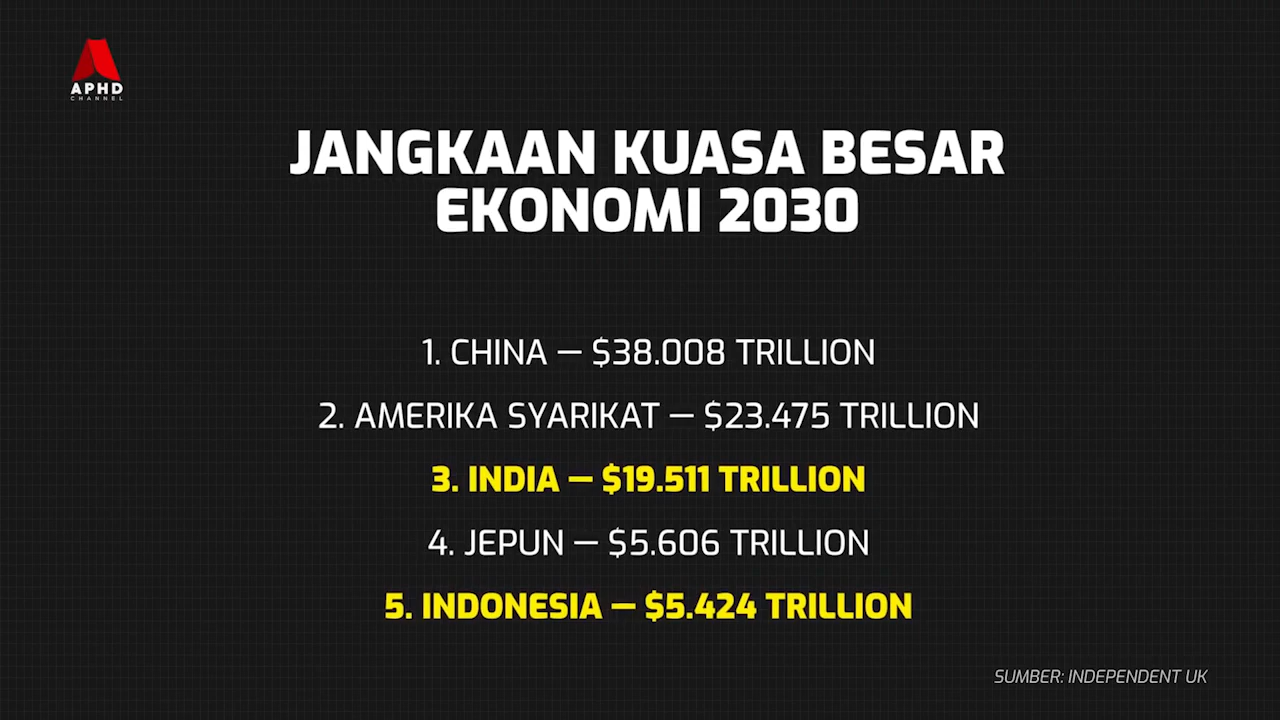 APHD
CHANNEL
JANGKAAN KUASA BESAR
EKONOMI 2030
1. CHINA — $38.008 TRILLION
2. AMERIKA SYARIKAT — $23.475 TRILLION
3. INDIA — $19.511 TRILLION
4. JEPUN — $5.606 TRILLION
5. INDONESIA — $5.424 TRILLION
SUMBER: INDEPENDENT UK